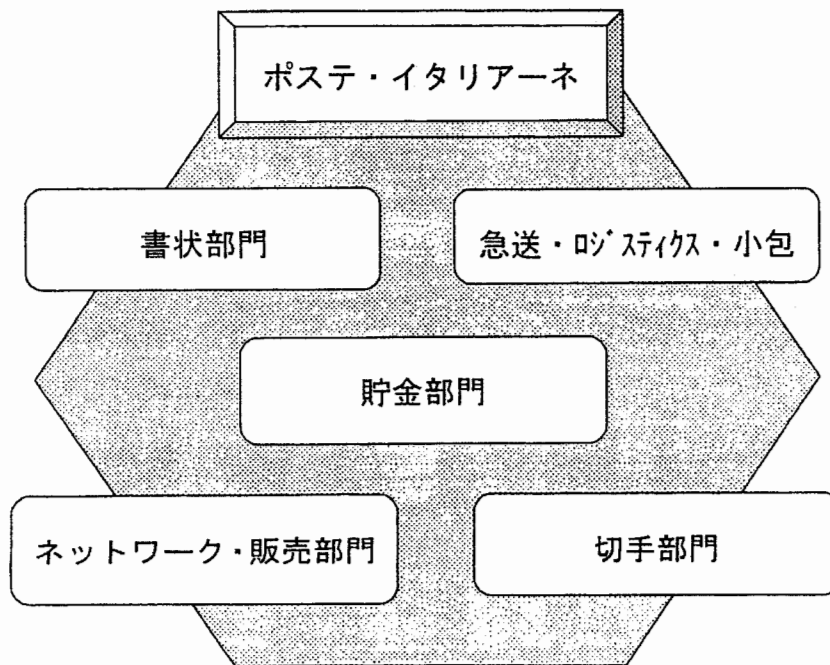 ポステ・イタリアーネ
書状部門
急送・ロジスティクス・小包
貯金部門
ネットワーク・販売部門
切手部門